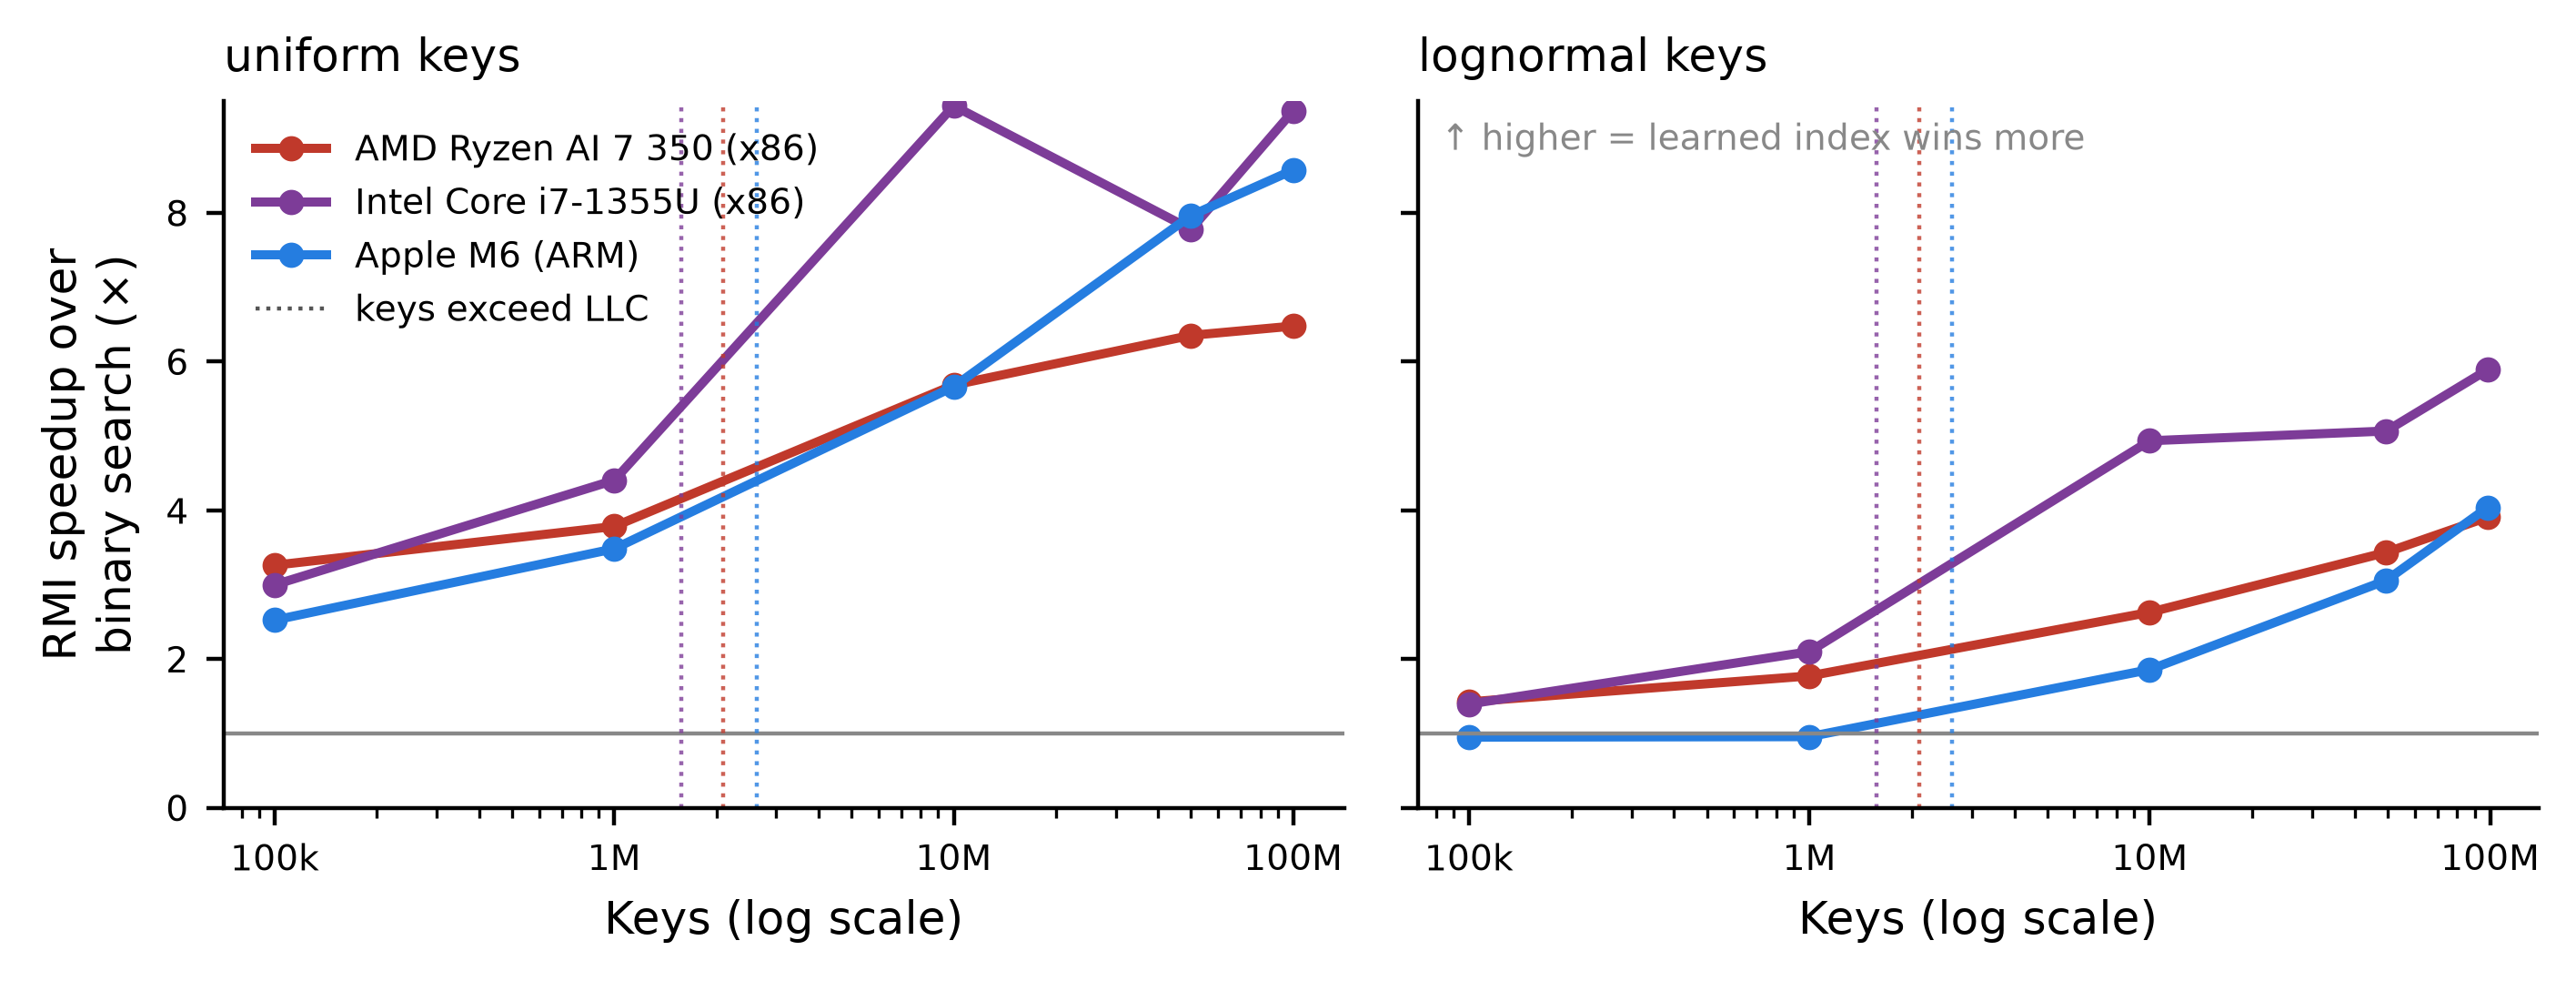 uniform keys
AMD Ryzen AI 7 350 (x86)
Intel Core i7-1355U (x86)
Apple M6 (ARM)
keys exceed LLC
RMI speedup over
binary search (×)
8
6
4
2
0
100k
1M
10M
100M
Keys (log scale)
lognormal keys
↑ higher = learned index wins more
100k
1M
10M
100M
Keys (log scale)